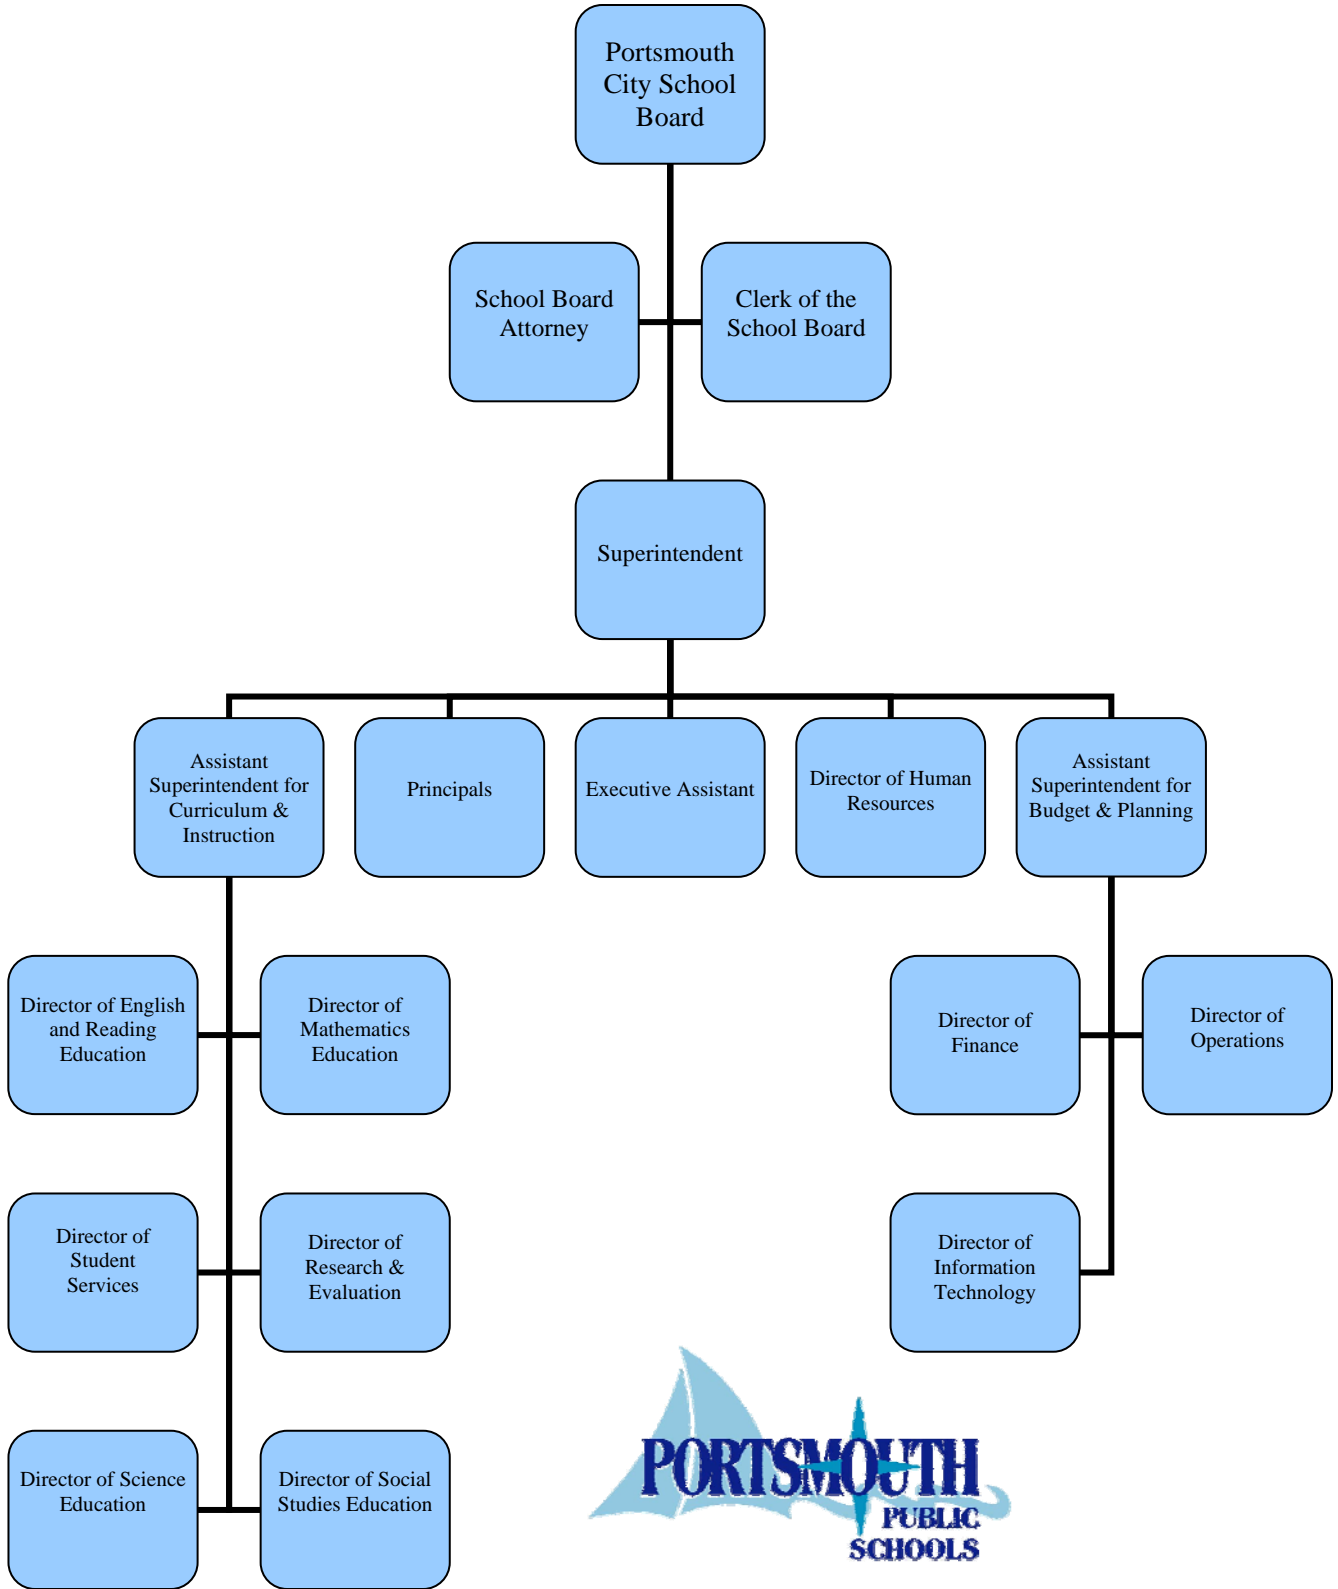 Portsmouth
City School
Board
School Board
Attorney
Clerk of the
School Board
Superintendent
Assistant
Superintendent for
Curriculum &
Instruction
Principals
Executive Assistant
Director of Human
Resources
Assistant
Superintendent for
Budget & Planning
Director of English
and Reading
Education
Director of
Mathematics
Education
Director of
Finance
Director of
Operations
Director of
Student
Services
Director of
Research &
Evaluation
Director of
Information
Technology
Director of Science
Education
Director of Social
Studies Education
PORTSMOUTH
PUBLIC
SCHOOLS